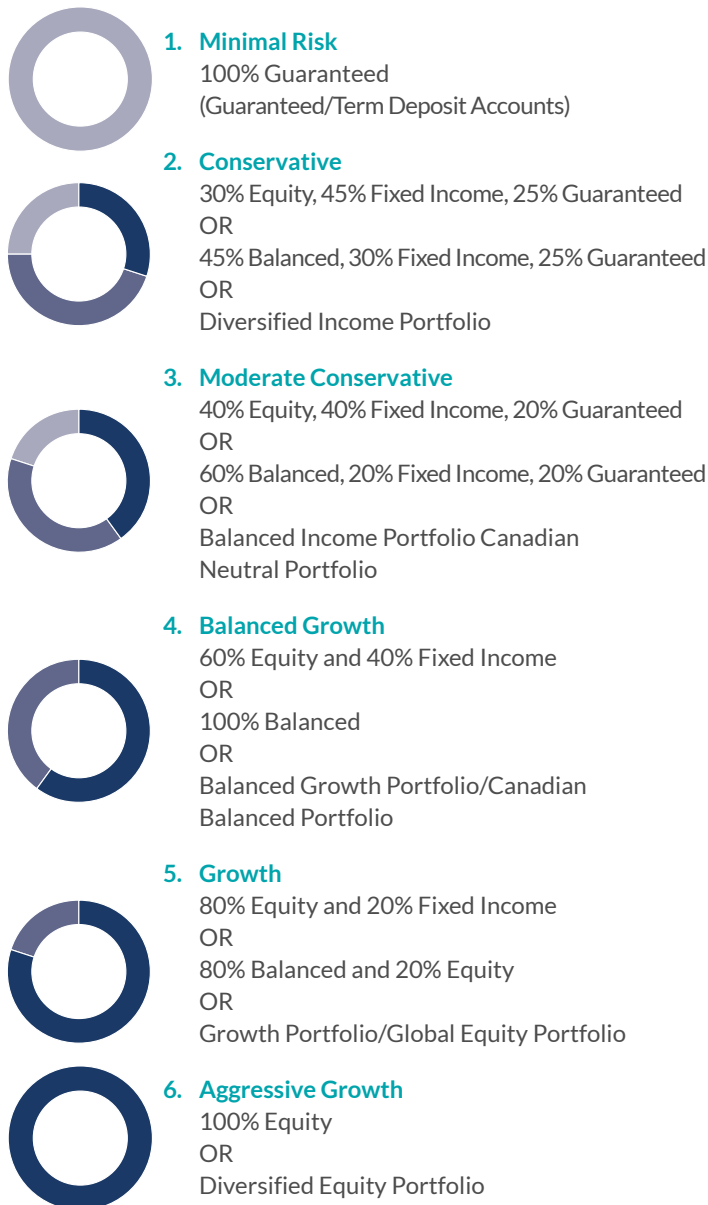 1. Minimal Risk
100% Guaranteed
(Guaranteed/Term Deposit Accounts)
2. Conservative
30% Equity, 45% Fixed Income, 25% Guaranteed
OR
45% Balanced, 30% Fixed Income, 25% Guaranteed
OR
Diversified Income Portfolio
3. Moderate Conservative
40% Equity, 40% Fixed Income, 20% Guaranteed
OR
60% Balanced, 20% Fixed Income, 20% Guaranteed
OR
Balanced Income Portfolio Canadian
Neutral Portfolio
4. Balanced Growth
60% Equity and 40% Fixed Income
OR
100% Balanced
OR
Balanced Growth Portfolio/Canadian
Balanced Portfolio
5. Growth
80% Equity and 20% Fixed Income
OR
80% Balanced and 20% Equity
OR
Growth Portfolio/Global Equity Portfolio
6. Aggressive Growth
100% Equity
OR
Diversified Equity Portfolio